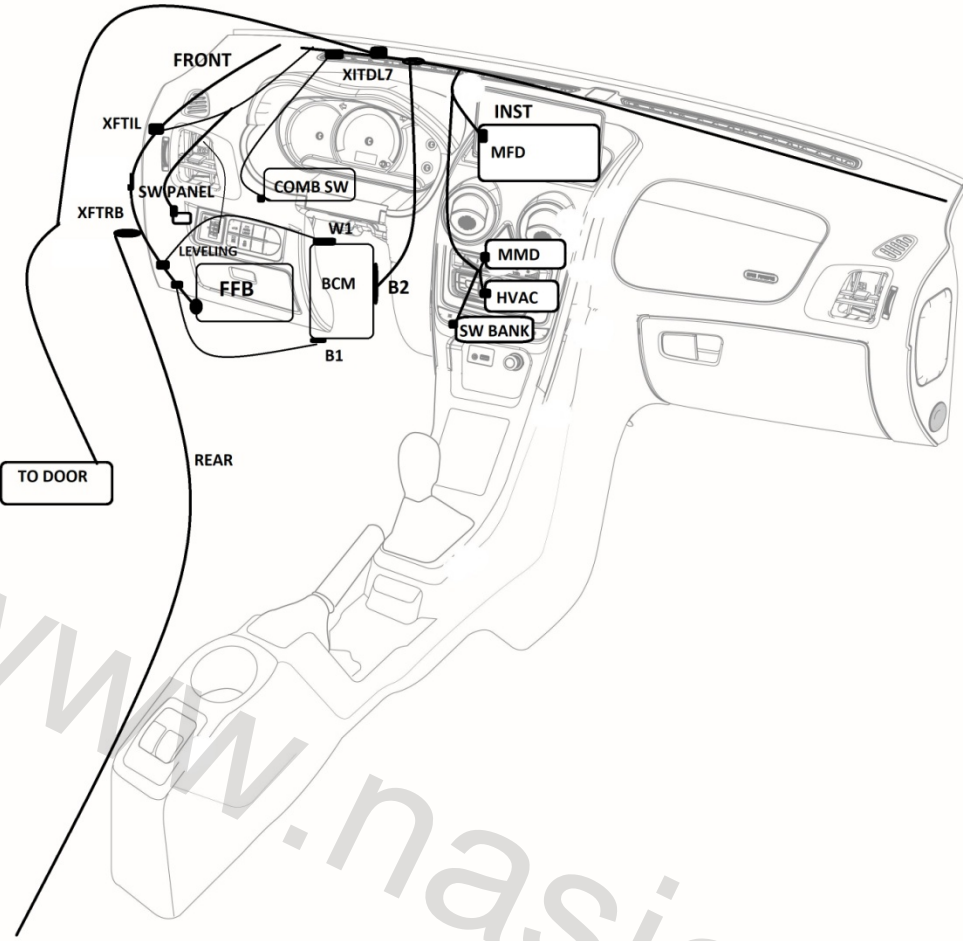 FRONT
XITDL7
INST
XFTIL
MFD
SW PANEL
COMB SW
XFTRB
W1
LEVELING
MMD
FFB
BCM
B2
HVAC
SW BANK
B1
REAR
TO DOOR
www.nasi